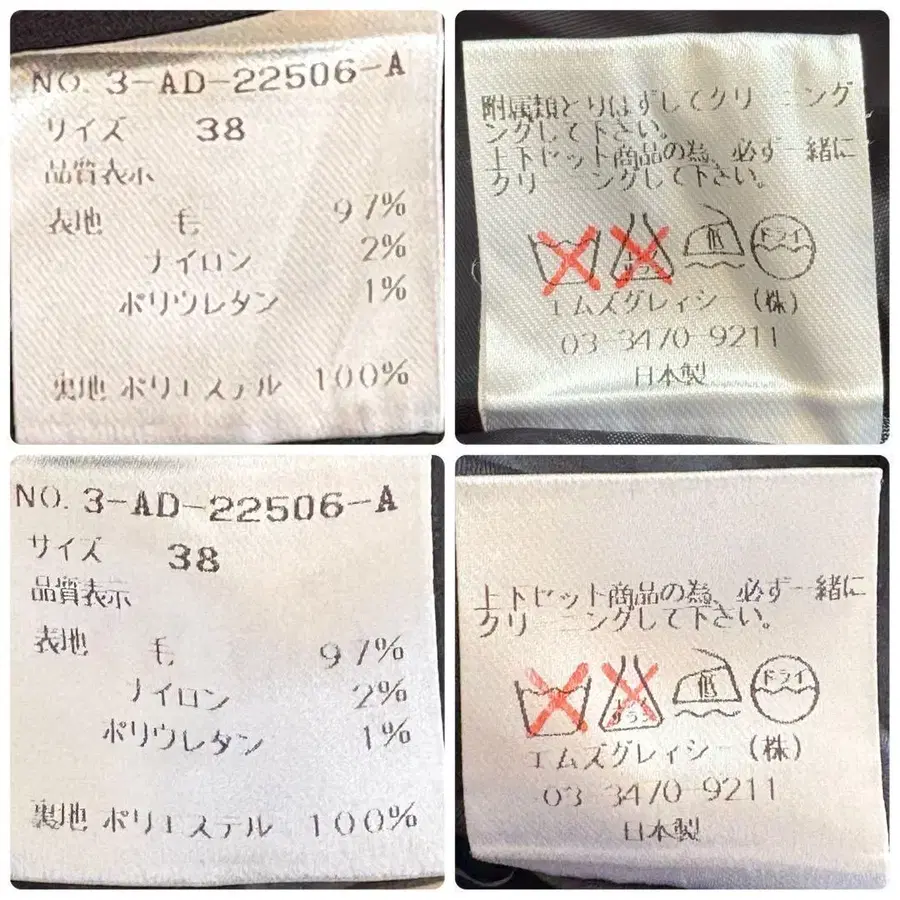 NO. 3-AD-22506-A
サイズ 38
品質表示
表地 毛 97%
ナイロン 2%
ポリウレタン 1%
裏地 ポリエステル 100%
附属類とりはずしてクリーニング
ングして下さい。
上下セット商品の為、必ず一緒に
クリーニングして下さい。
エンソサラシ
低
ドライ
エムズグレイシー(株)
03-3470-9211
日本製
NO. 3-AD-22506-A
サイズ 38
品質表示
表地 毛 97%
ナイロン 2%
ポリウレタン 1%
裏地 ポリエステル 100%
上下セット商品の為、必ず一緒に
クリーニングして下さい。
低
ドライ
エムズグレイシー(株)
03-3470-9211
日本製